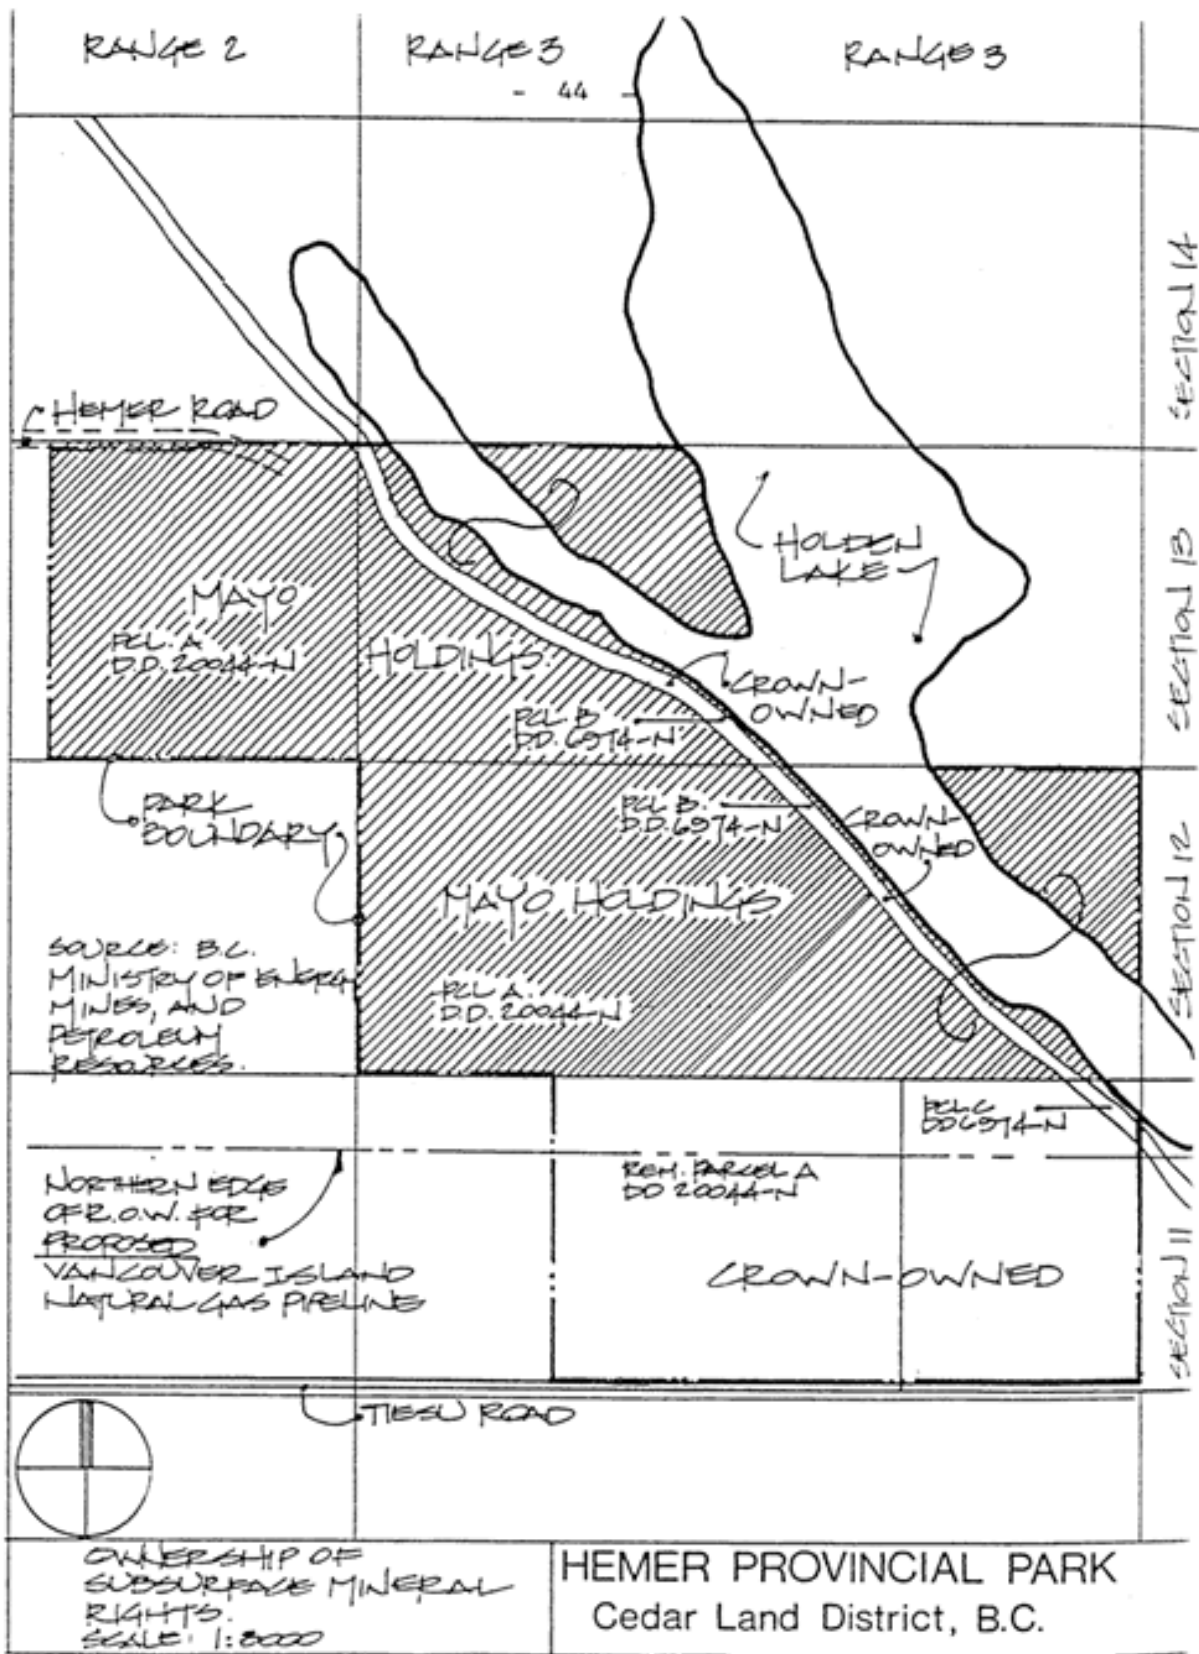 RANGE 2
RANGE 3
RANGE 3
- 44 -
SECTION 14
HEMER ROAD
HOLDEN
LAKE
SECTION 13
MAYO
HOLDINGS
PCL. A
D.D. 20044-N
CROWN-
OWNED
PCL. B
D.D. 6974-N
PARK
BOUNDARY
PCL. B.
D.D. 6974-N
CROWN-
OWNED
SECTION 12
MAYO HOLDINGS
SOURCE: B.C.
MINISTRY OF ENERGY
MINES, AND
PETROLEUM
RESOURCES.
PCL A.
D.D. 20044-N
PCL C
DD 6974-N
NORTHERN EDGE
OF R.O.W. FOR
PROPOSED
VANCOUVER ISLAND
NATURAL GAS PIPELINE
REM. PARCEL A
DD 20044-N
CROWN-OWNED
SECTION 11
TIESU ROAD
OWNERSHIP OF
SUBSURFACE MINERAL
RIGHTS.
SCALE: 1:8000
HEMER PROVINCIAL PARK
Cedar Land District, B.C.